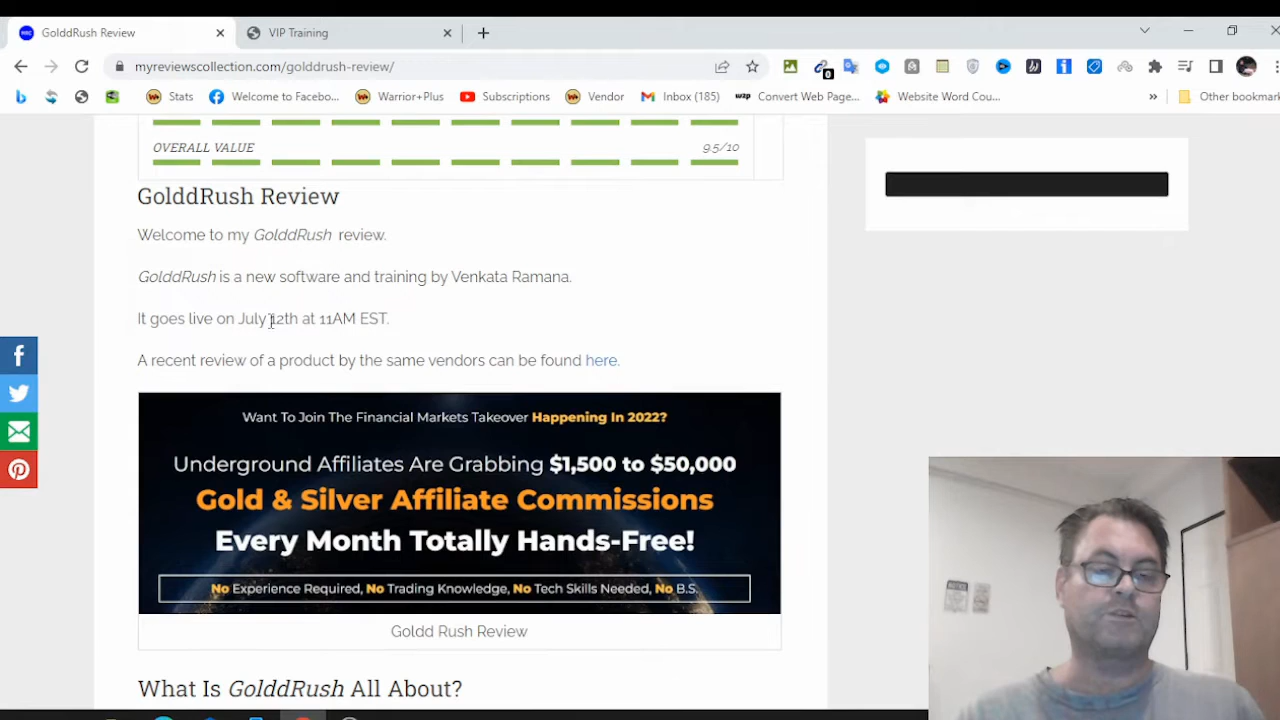 GolddRush Review
VIP Training
myreviewscollection.com/golddrush-review/
Stats
Welcome to Facebo...
Warrior+Plus
Subscriptions
Vendor
Inbox (185)
Convert Web Page...
Website Word Cou...
Other bookmark
OVERALL VALUE 9.5/10
GolddRush Review
Welcome to my GolddRush review.
GolddRush is a new software and training by Venkata Ramana.
It goes live on July 12th at 11AM EST.
A recent review of a product by the same vendors can be found here.
Want To Join The Financial Markets Takeover Happening In 2022?
Underground Affiliates Are Grabbing $1,500 to $50,000
Gold & Silver Affiliate Commissions
Every Month Totally Hands-Free!
No Experience Required, No Trading Knowledge, No Tech Skills Needed, No B.S.
Goldd Rush Review
What Is GolddRush All About?